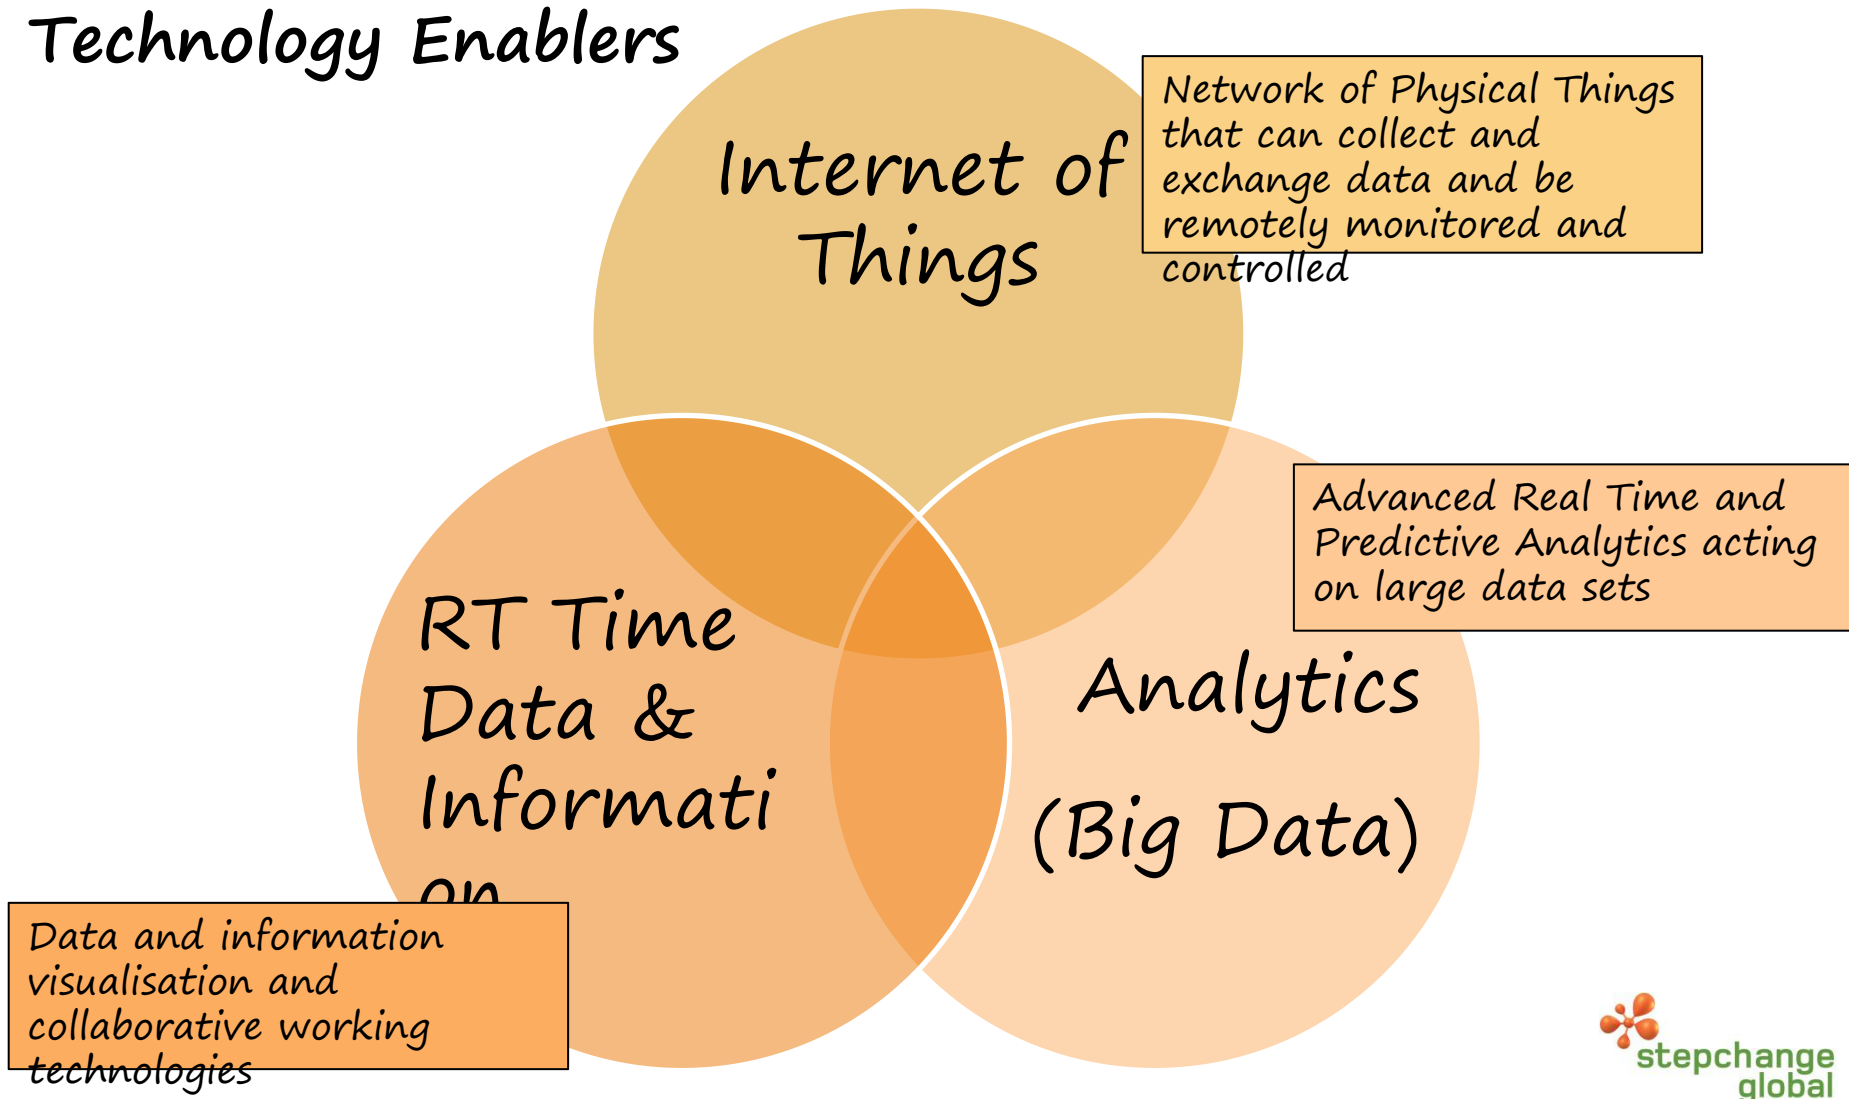 Technology Enablers
Internet of
Things
Network of Physical Things
that can collect and
exchange data and be
remotely monitored and
controlled
Advanced Real Time and
Predictive Analytics acting
on large data sets
RT Time
Data &
Informati
on
Analytics
(Big Data)
Data and information
visualisation and
collaborative working
technologies
stepchange
global